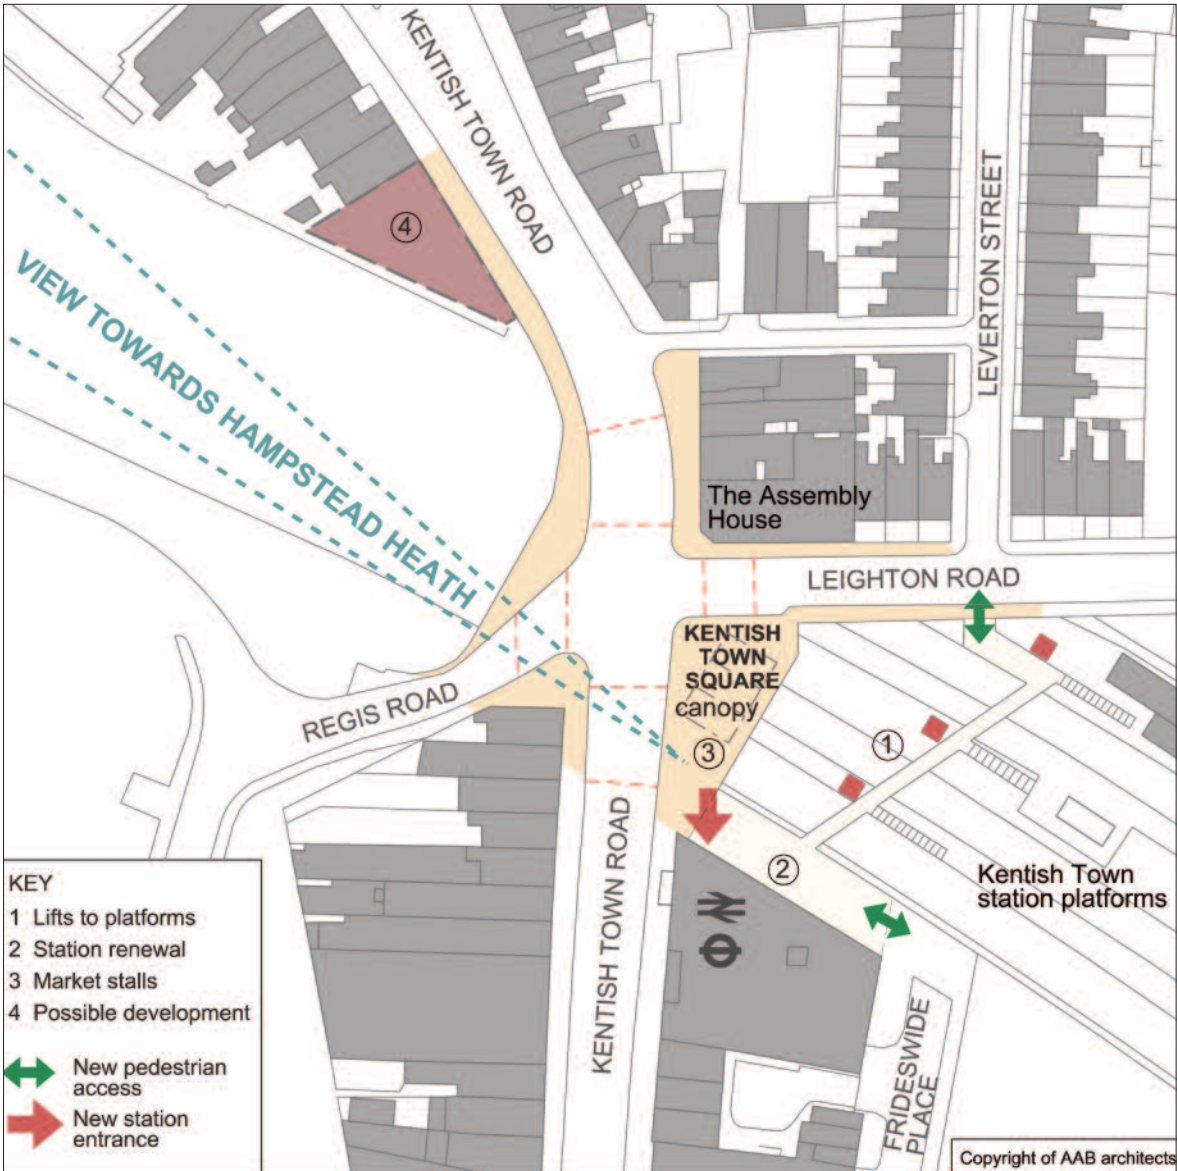 KENTISH TOWN ROAD
4
VIEW TOWARDS HAMPSTEAD HEATH
LEVERTON STREET
The Assembly
House
LEIGHTON ROAD
KENTISH
TOWN
SQUARE
canopy
3
1
REGIS ROAD
2
Kentish Town
station platforms
KENTISH TOWN ROAD
FRIDESWIDE
PLACE
KEY
1 Lifts to platforms
2 Station renewal
3 Market stalls
4 Possible development
New pedestrian
access
New station
entrance
Copyright of AAB architects